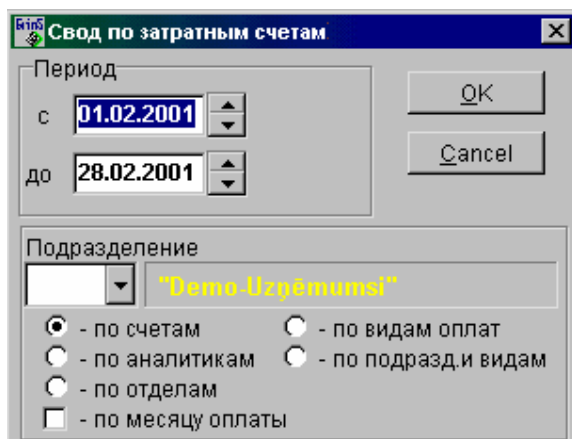 Свод по затратным счетам
Период
OK
с 01.02.2001
Cancel
до 28.02.2001
Подразделение
"Demo-Uzņēmumsi"
- по счетам - по видам оплат
- по аналитикам - по подразд.и видам
- по отделам
- по месяцу оплаты